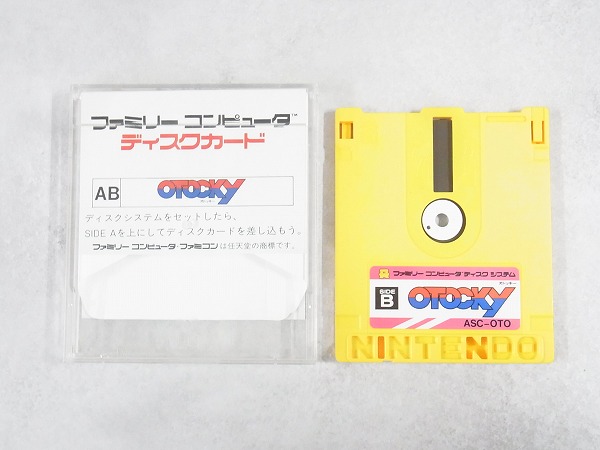 ファミリー コンピュータ™
ディスクカード
AB
OTOCKY
オトッキー
ディスクシステムをセットしたら、
SIDE Aを上にしてディスクカードを差し込もう。
ファミリー コンピュータ・ファミコンは任天堂の商標です。
ファミリー コンピュータ™ ディスク システム
SIDE
B
オトッキー
OTOCKY
ASC-OTO
NINTENDO